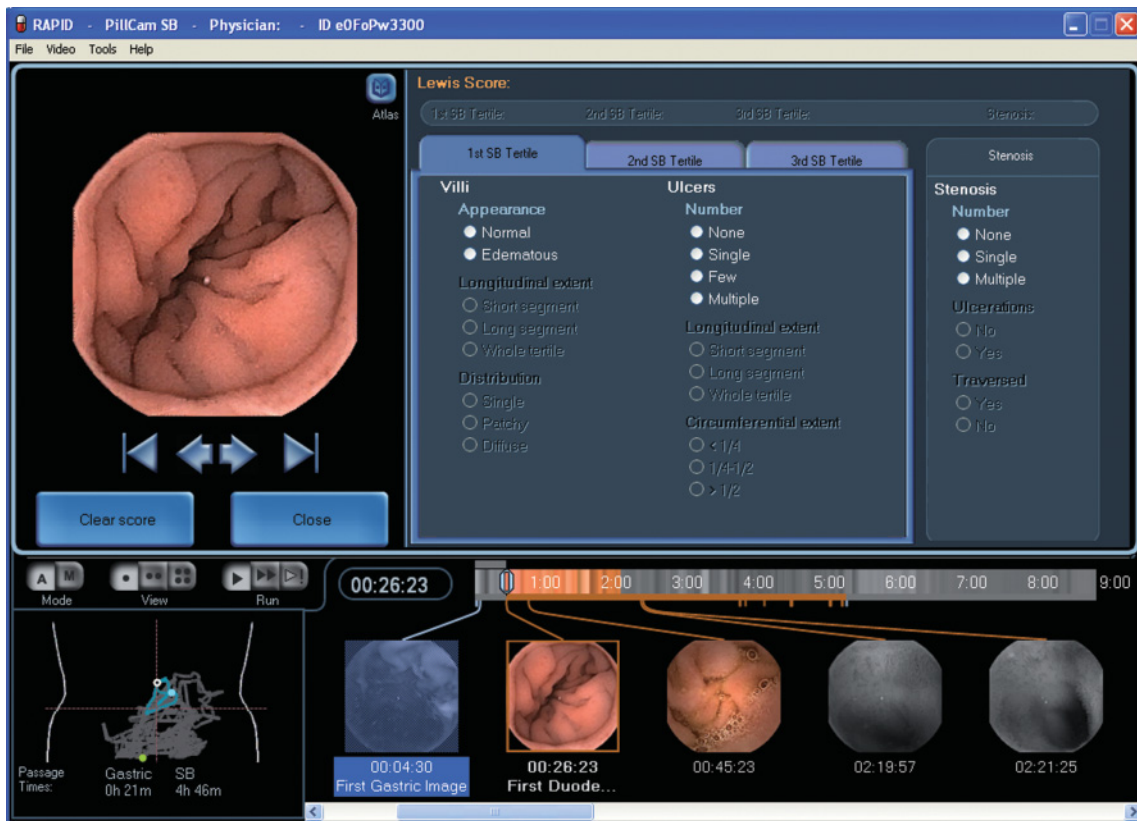 RAPID - PillCam SB - Physician: - ID e0FoPw3300
File Video Tools Help
Atlas
Lewis Score:
1st SB Tertile: 2nd SB Tertile: 3rd SB Tertile: Stenosis:
1st SB Tertile 2nd SB Tertile 3rd SB Tertile Stenosis
Villi
Appearance
Normal
Edematous
Longitudinal extent
Short segment
Long segment
Whole tertile
Distribution
Single
Patchy
Diffuse
Ulcers
Number
None
Single
Few
Multiple
Longitudinal extent
Short segment
Long segment
Whole tertile
Circumferential extent
< 1/4
1/4-1/2
> 1/2
Stenosis
Number
None
Single
Multiple
Ulcerations
No
Yes
Traversed
Yes
No
Clear score Close
A M
Mode View Run
00:26:23
1:00 2:00 3:00 4:00 5:00 6:00 7:00 8:00 9:00
Passage Times:
Gastric SB
0h 21m 4h 46m
00:04:30
First Gastric Image
00:26:23
First Duode...
00:45:23
02:19:57
02:21:25